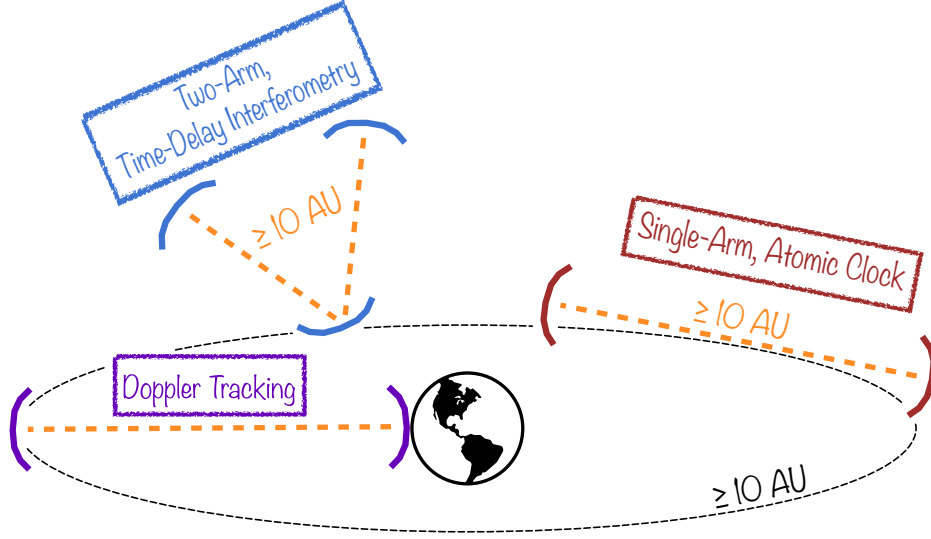 Two-Arm,
Time-Delay Interferometry
≥ 10 AU
Single-Arm, Atomic Clock
≥ 10 AU
Doppler Tracking
≥ 10 AU